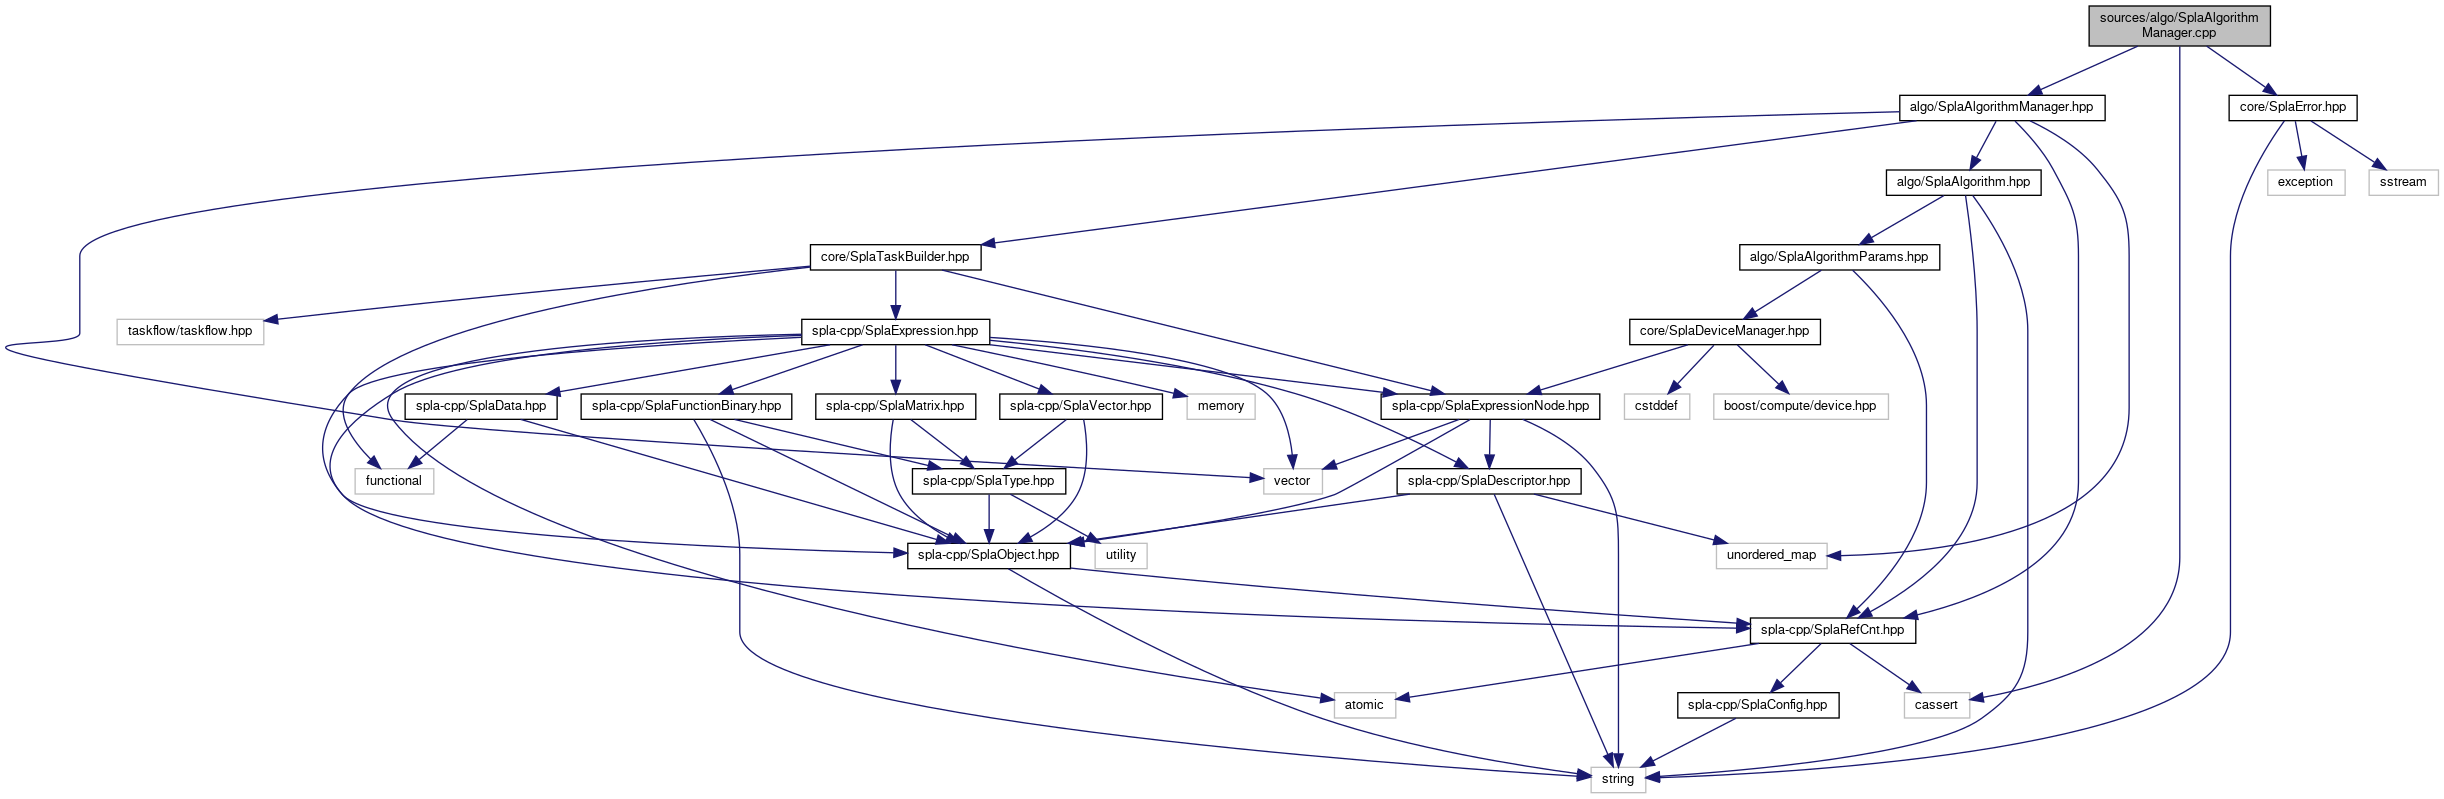 sources/algo/SplaAlgorithm
Manager.cpp
algo/SplaAlgorithmManager.hpp
core/SplaError.hpp
algo/SplaAlgorithm.hpp
exception
sstream
core/SplaTaskBuilder.hpp
algo/SplaAlgorithmParams.hpp
taskflow/taskflow.hpp
spla-cpp/SplaExpression.hpp
core/SplaDeviceManager.hpp
spla-cpp/SplaData.hpp
spla-cpp/SplaFunctionBinary.hpp
spla-cpp/SplaMatrix.hpp
spla-cpp/SplaVector.hpp
memory
spla-cpp/SplaExpressionNode.hpp
cstddef
boost/compute/device.hpp
functional
spla-cpp/SplaType.hpp
vector
spla-cpp/SplaDescriptor.hpp
spla-cpp/SplaObject.hpp
utility
unordered_map
spla-cpp/SplaRefCnt.hpp
atomic
spla-cpp/SplaConfig.hpp
cassert
string